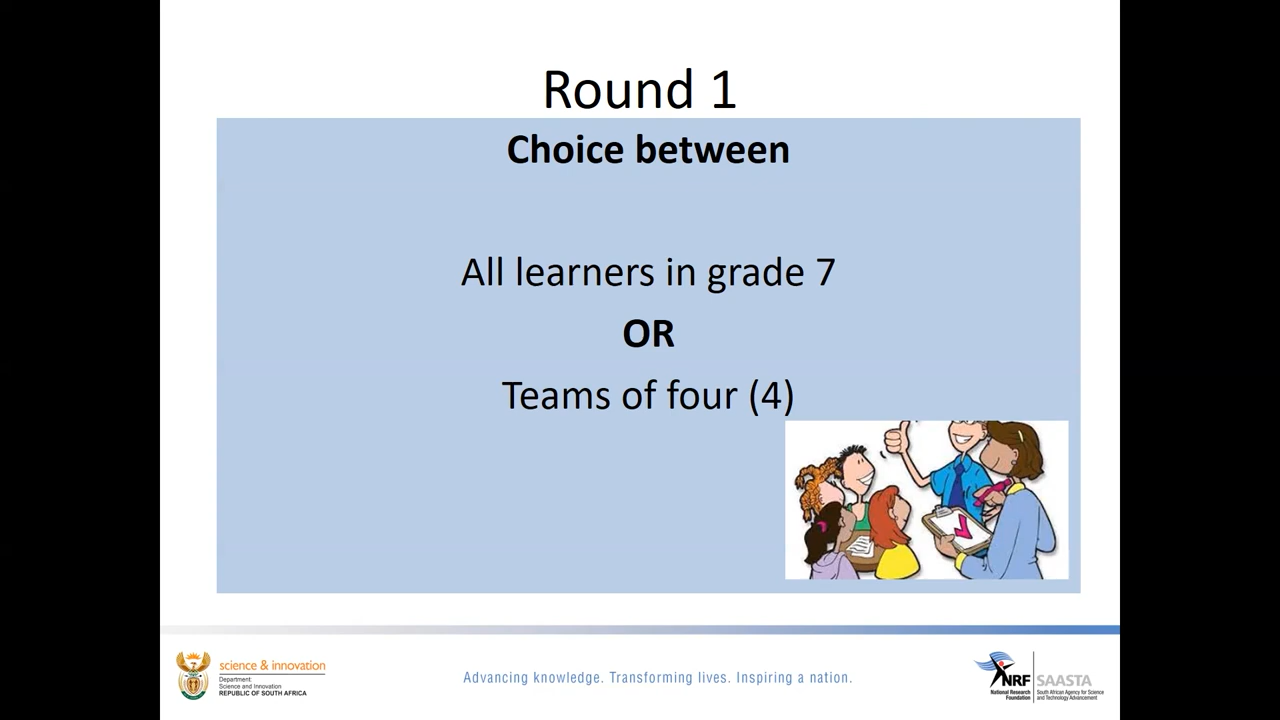 Round 1
Choice between
All learners in grade 7
OR
Teams of four (4)
science & innovation
Department:
Science and Innovation
REPUBLIC OF SOUTH AFRICA
Advancing knowledge. Transforming lives. Inspiring a nation.
NRF
National Research
Foundation
SAASTA
South African Agency for Science
and Technology Advancement